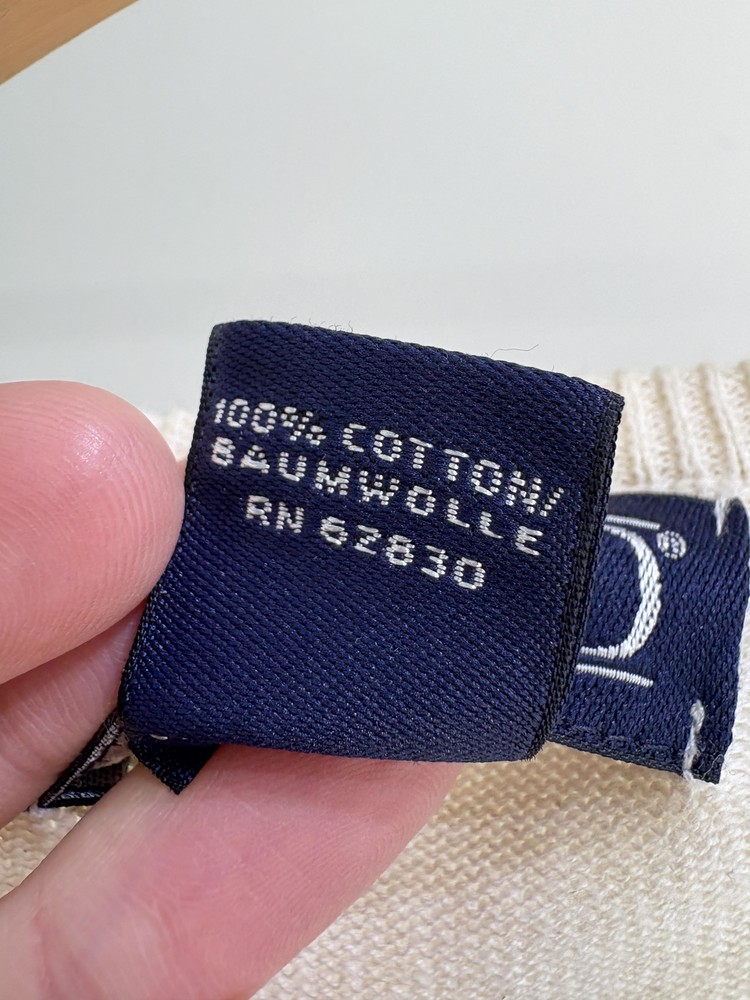 100% COTTON/
BAUMWOLLE
RN 62830
D®